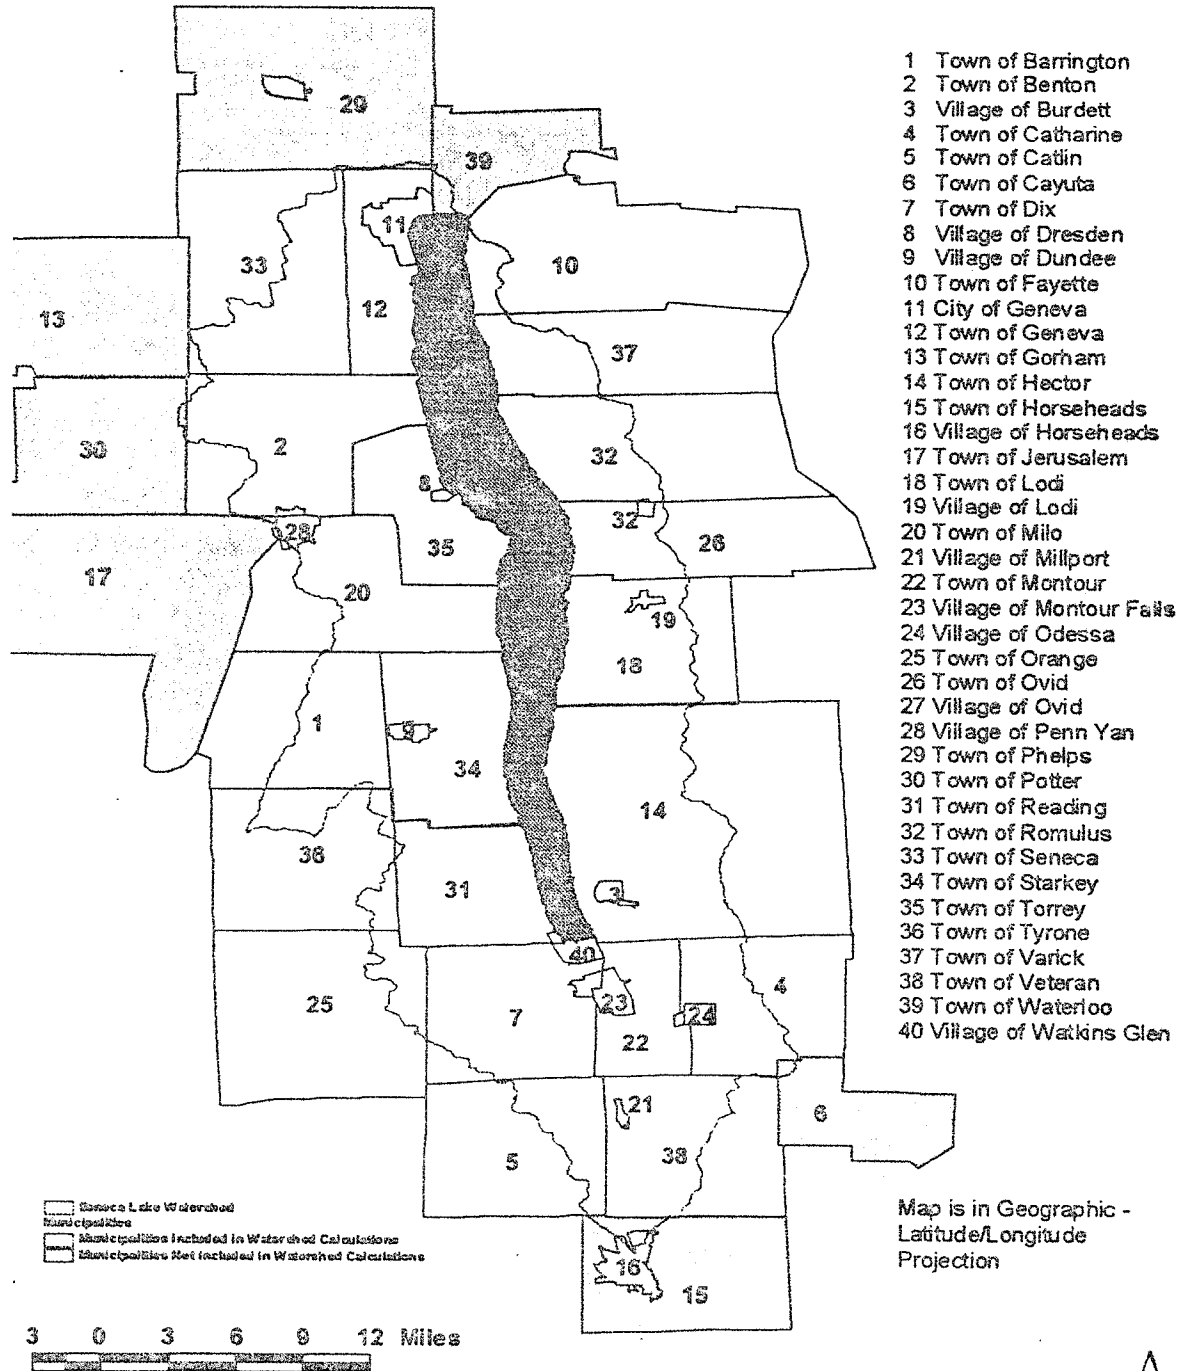 1 Town of Barrington
2 Town of Benton
3 Village of Burdett
4 Town of Catharine
5 Town of Catlin
6 Town of Cayuta
7 Town of Dix
8 Village of Dresden
9 Village of Dundee
10 Town of Fayette
11 City of Geneva
12 Town of Geneva
13 Town of Gorham
14 Town of Hector
15 Town of Horseheads
16 Village of Horseheads
17 Town of Jerusalem
18 Town of Lodi
19 Village of Lodi
20 Town of Milo
21 Village of Millport
22 Town of Montour
23 Village of Montour Falls
24 Village of Odessa
25 Town of Orange
26 Town of Ovid
27 Village of Ovid
28 Village of Penn Yan
29 Town of Phelps
30 Town of Potter
31 Town of Reading
32 Town of Romulus
33 Town of Seneca
34 Town of Starkey
35 Town of Torrey
36 Town of Tyrone
37 Town of Varick
38 Town of Veteran
39 Town of Waterloo
40 Village of Watkins Glen
29
39
11
33
10
13
12
37
30
2
32
8
32
28
35
26
17
20
19
18
1
9
34
14
36
31
3
40
25
7
23
24
4
22
21
6
5
38
16
15
Seneca Lake Watershed
Municipalities
Municipalities Included in Watershed Calculations
Municipalities Not Included in Watershed Calculations
Map is in Geographic -
Latitude/Longitude
Projection
3 0 3 6 9 12 Miles